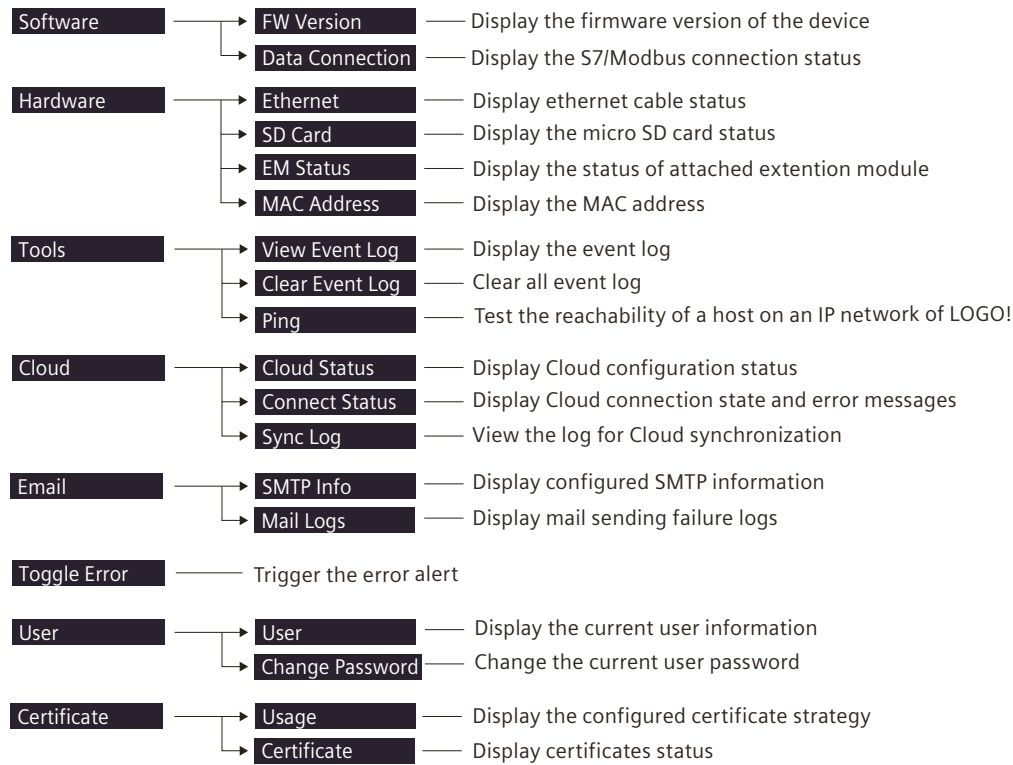 Software FW Version Display the firmware version of the device
Data Connection Display the S7/Modbus connection status
Hardware Ethernet Display ethernet cable status
SD Card Display the micro SD card status
EM Status Display the status of attached extention module
MAC Address Display the MAC address
Tools View Event Log Display the event log
Clear Event Log Clear all event log
Ping Test the reachability of a host on an IP network of LOGO!
Cloud Cloud Status Display Cloud configuration status
Connect Status Display Cloud connection state and error messages
Sync Log View the log for Cloud synchronization
Email SMTP Info Display configured SMTP information
Mail Logs Display mail sending failure logs
Toggle Error Trigger the error alert
User User Display the current user information
Change Password Change the current user password
Certificate Usage Display the configured certificate strategy
Certificate Display certificates status